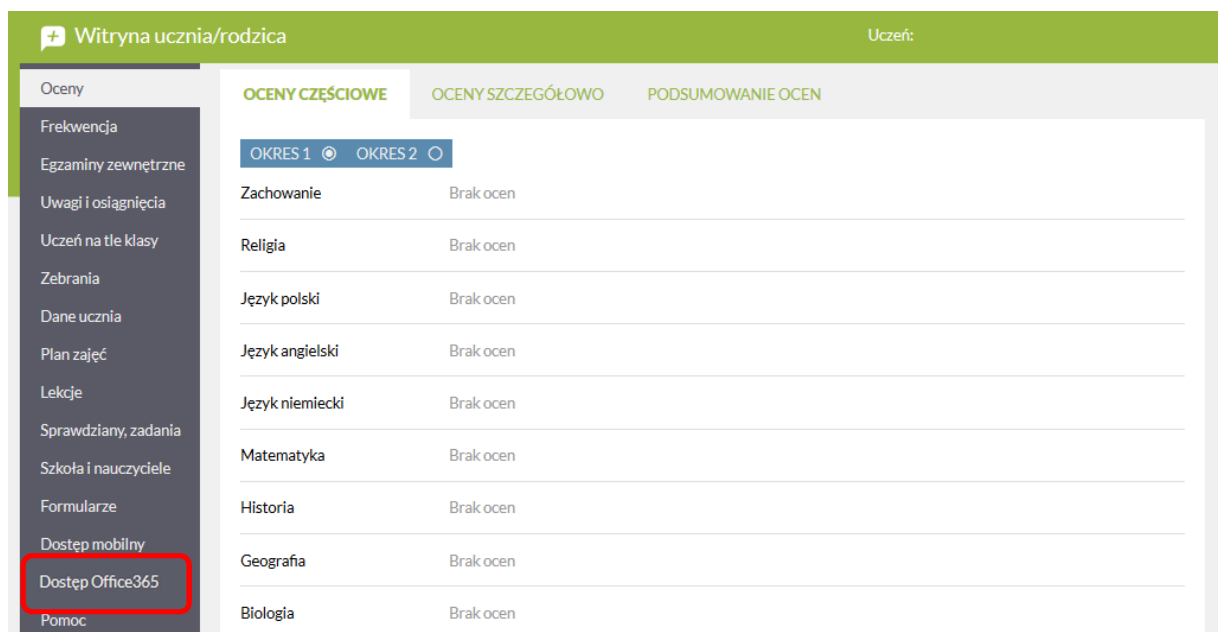 + Witryna ucznia/rodzica
Uczeń:
Oceny
Frekwencja
Egzaminy zewnętrzne
Uwagi i osiągnięcia
Uczeń na tle klasy
Zebrania
Dane ucznia
Plan zajęć
Lekcje
Sprawdziany, zadania
Szkoła i nauczyciele
Formularze
Dostęp mobilny
Dostęp Office365
Pomoc
OCENY CZĘŚCIOWE OCENY SZCZEGÓŁOWO PODSUMOWANIE OCEN
OKRES 1 OKRES 2
Zachowanie Brak ocen
Religia Brak ocen
Język polski Brak ocen
Język angielski Brak ocen
Język niemiecki Brak ocen
Matematyka Brak ocen
Historia Brak ocen
Geografia Brak ocen
Biologia Brak ocen